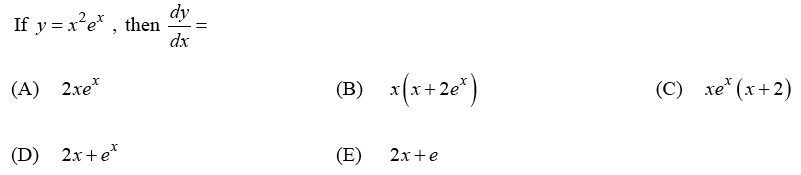 If y = x²eˣ , then dy/dx =
(A) 2xeˣ (B) x(x + 2eˣ) (C) xeˣ(x + 2)
(D) 2x + eˣ (E) 2x + e